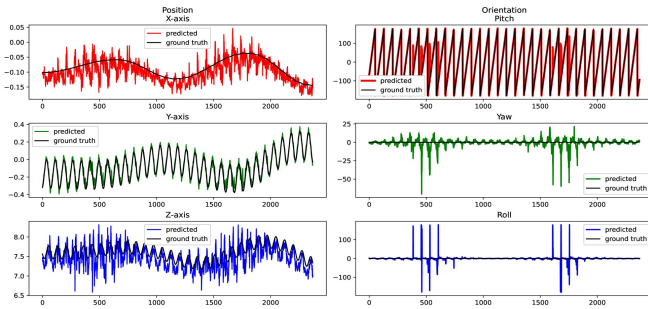 Position
X-axis
0.05
0.00
−0.05
−0.10
−0.15
predicted
ground truth
0 500 1000 1500 2000
Y-axis
0.4
0.2
0.0
−0.2
−0.4
predicted
ground truth
0 500 1000 1500 2000
Z-axis
8.0
7.5
7.0
6.5
predicted
ground truth
0 500 1000 1500 2000
Orientation
Pitch
100
0
−100
predicted
ground truth
0 500 1000 1500 2000
Yaw
25
0
−25
−50
predicted
ground truth
0 500 1000 1500 2000
Roll
100
0
−100
predicted
ground truth
0 500 1000 1500 2000